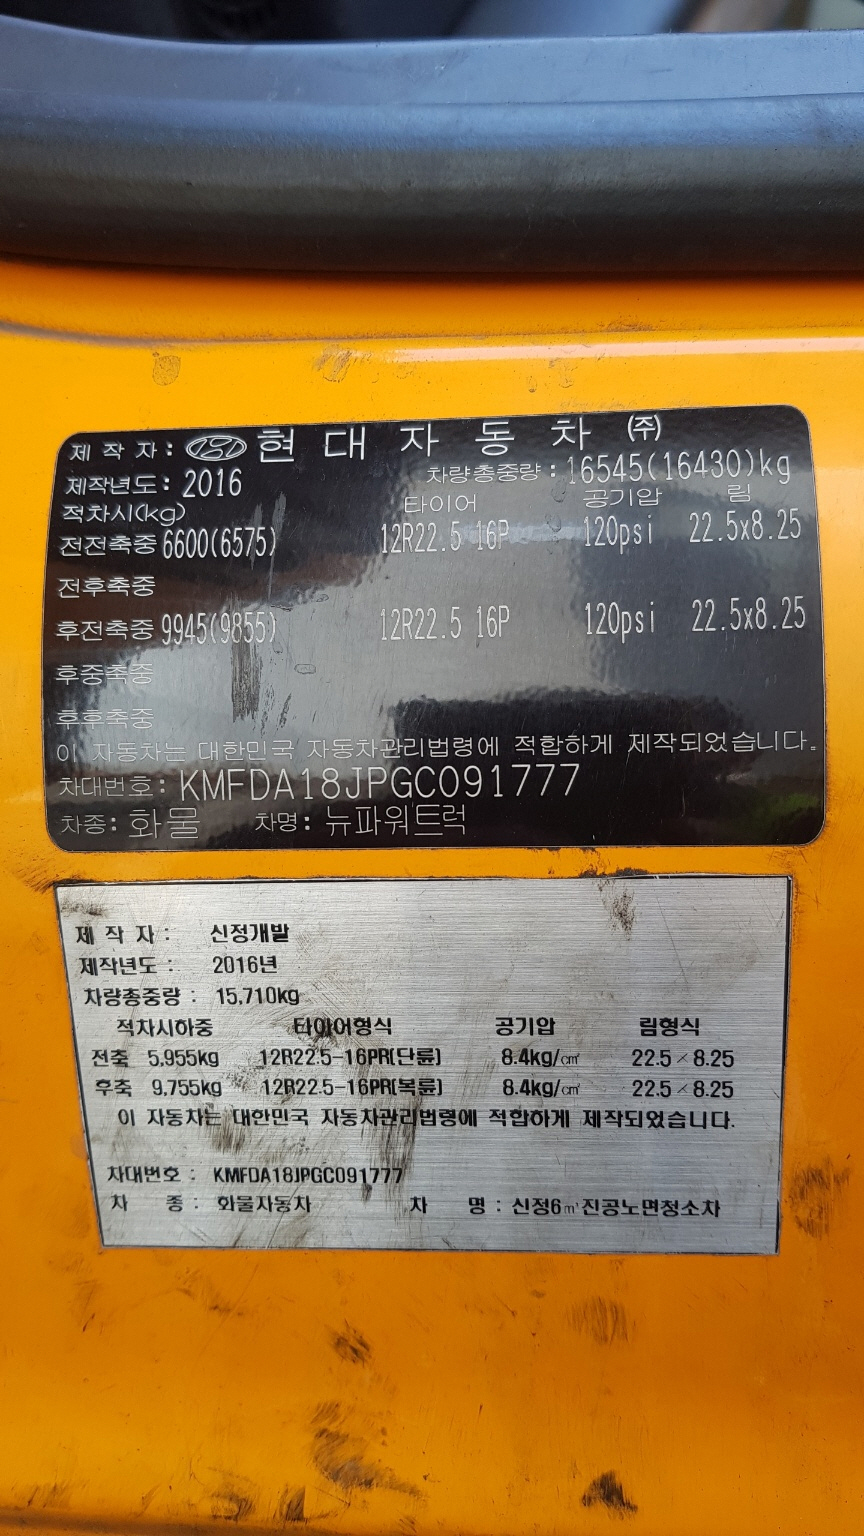 제 작 자 : 현 대 자 동 차 ㈜
제작년도 : 2016 차량총중량 : 16545(16430)kg
적차시(kg) 타이어 공기압 림
전전축중 6600(6575) 12R22.5 16P 120psi 22.5x8.25
전후축중
후전축중 9945(9855) 12R22.5 16P 120psi 22.5x8.25
후중축중
후후축중
이 자동차는 대한민국 자동차관리법령에 적합하게 제작되었습니다.
차대번호 : KMFDA18JPGC091777
차종 : 화물 차명 : 뉴파워트럭
제 작 자 : 신정개발
제작년도 : 2016년
차량총중량 : 15,710kg
적차시하중 타이어형식 공기압 림형식
전축 5,955kg 12R22.5-16PR(단륜) 8.4kg/㎠ 22.5×8.25
후축 9,755kg 12R22.5-16PR(복륜) 8.4kg/㎠ 22.5×8.25
이 자동차는 대한민국 자동차관리법령에 적합하게 제작되었습니다.
차대번호 : KMFDA18JPGC091777
차 종 : 화물자동차 차 명 : 신정6㎥진공노면청소차